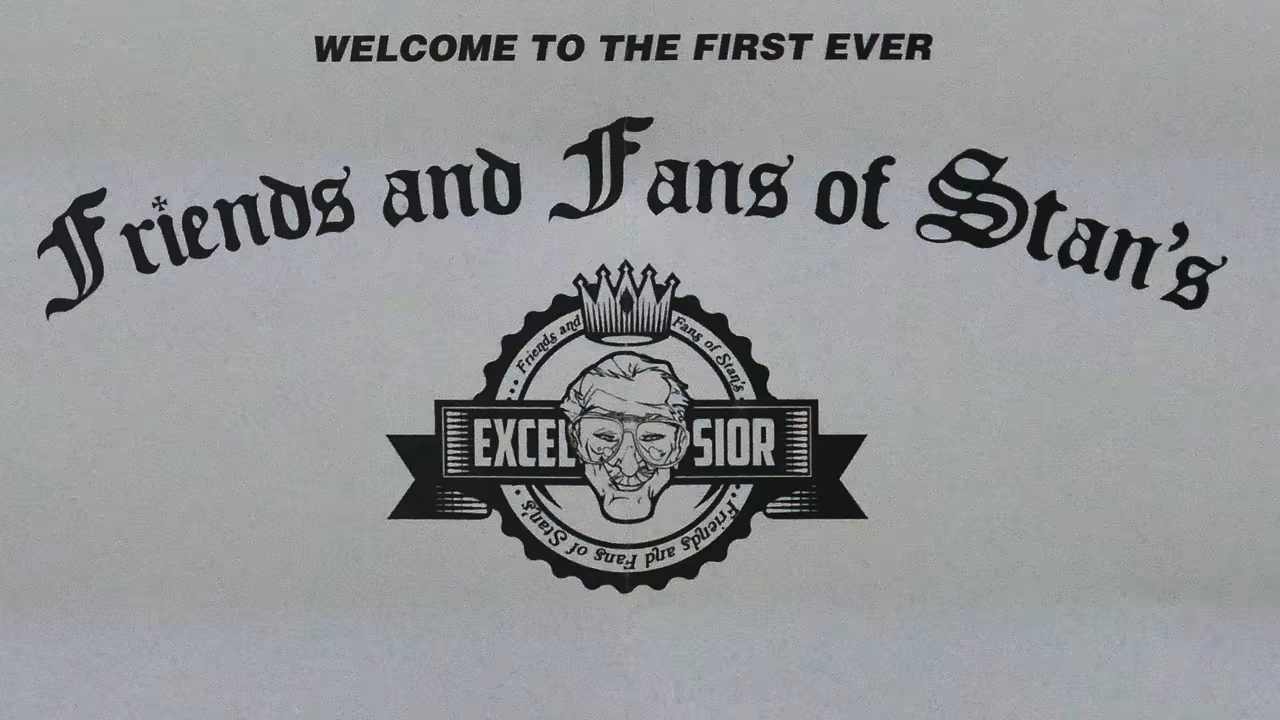 WELCOME TO THE FIRST EVER
Friends and Fans of Stan's
Friends and Fans of Stan's
EXCELSIOR
Friends and Fans of Stan's